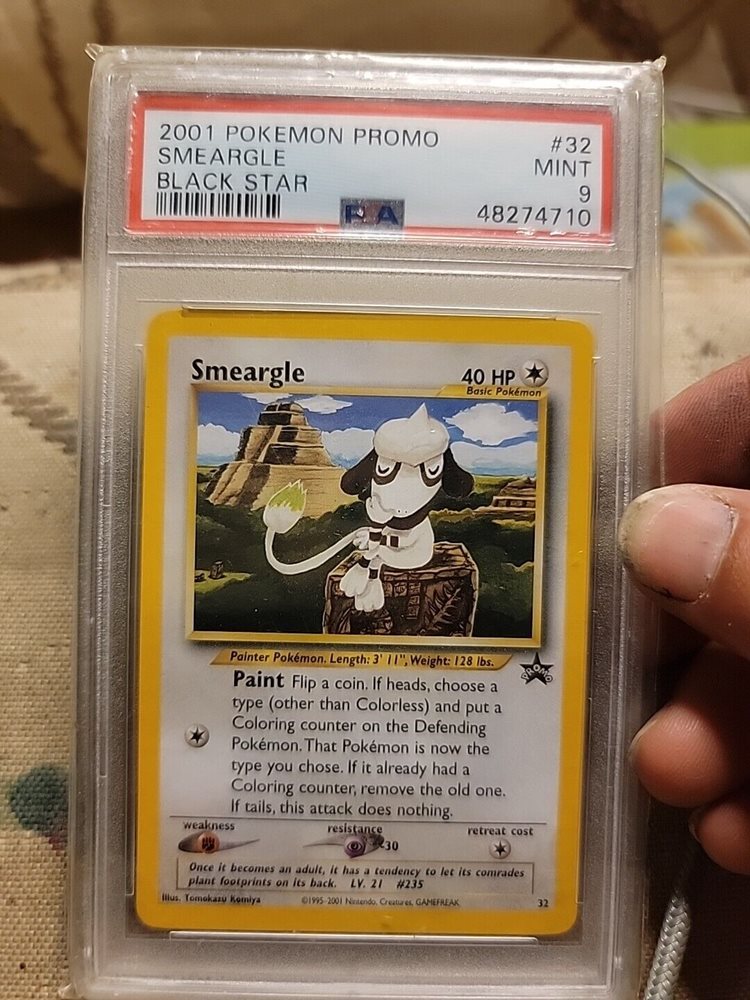 2001 POKEMON PROMO #32
SMEARGLE MINT
BLACK STAR 9
PSA 48274710
Smeargle 40 HP
Basic Pokémon
Painter Pokémon. Length: 3' 11", Weight: 128 lbs.
PROMO
Paint Flip a coin. If heads, choose a
type (other than Colorless) and put a
Coloring counter on the Defending
Pokémon. That Pokémon is now the
type you chose. If it already had a
Coloring counter, remove the old one.
If tails, this attack does nothing.
weakness resistance retreat cost
-30
Once it becomes an adult, it has a tendency to let its comrades
plant footprints on its back. LV. 21 #235
Illus. Tomokazu Komiya ©1995-2001 Nintendo, Creatures, GAMEFREAK 32